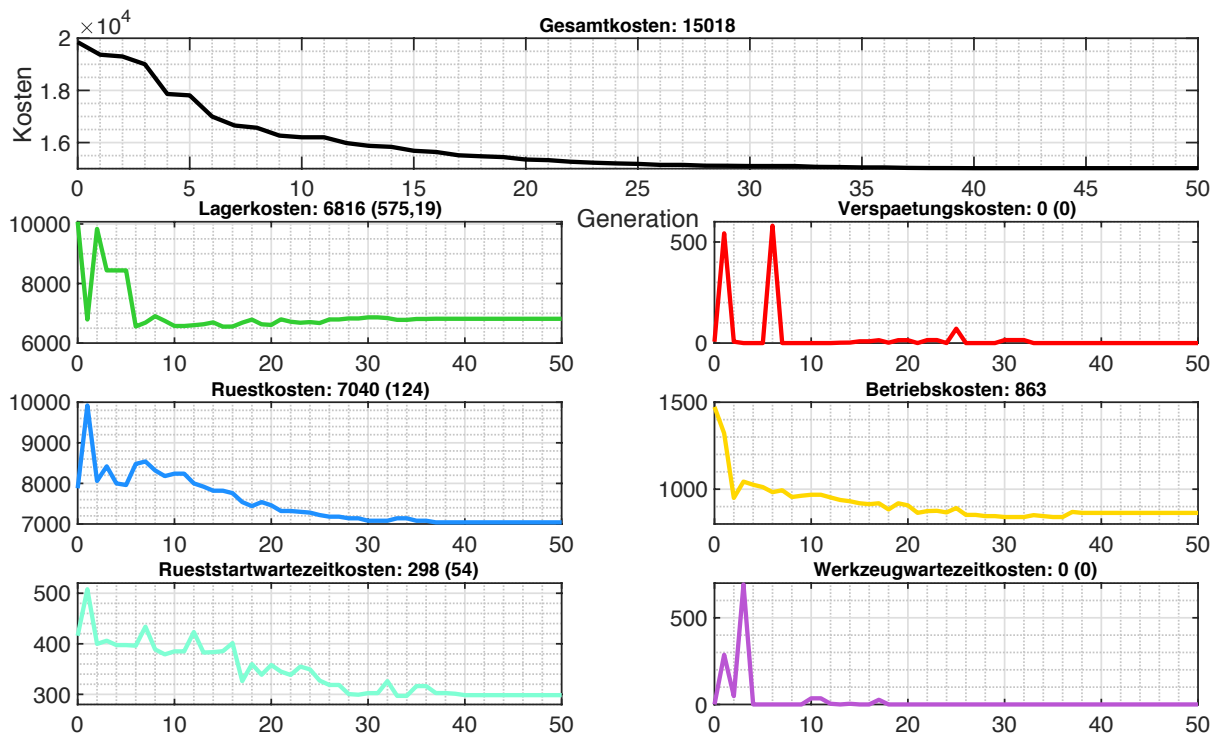 ×10⁴
Gesamtkosten: 15018
2
1.8
1.6
Kosten
0 5 10 15 20 25 30 35 40 45 50
Generation
Lagerkosten: 6816 (575,19)
10000
8000
6000
0 10 20 30 40 50
Verspaetungskosten: 0 (0)
500
0
0 10 20 30 40 50
Ruestkosten: 7040 (124)
10000
9000
8000
7000
0 10 20 30 40 50
Betriebskosten: 863
1500
1000
0 10 20 30 40 50
Rueststartwartezeitkosten: 298 (54)
500
400
300
0 10 20 30 40 50
Werkzeugwartezeitkosten: 0 (0)
500
0
0 10 20 30 40 50